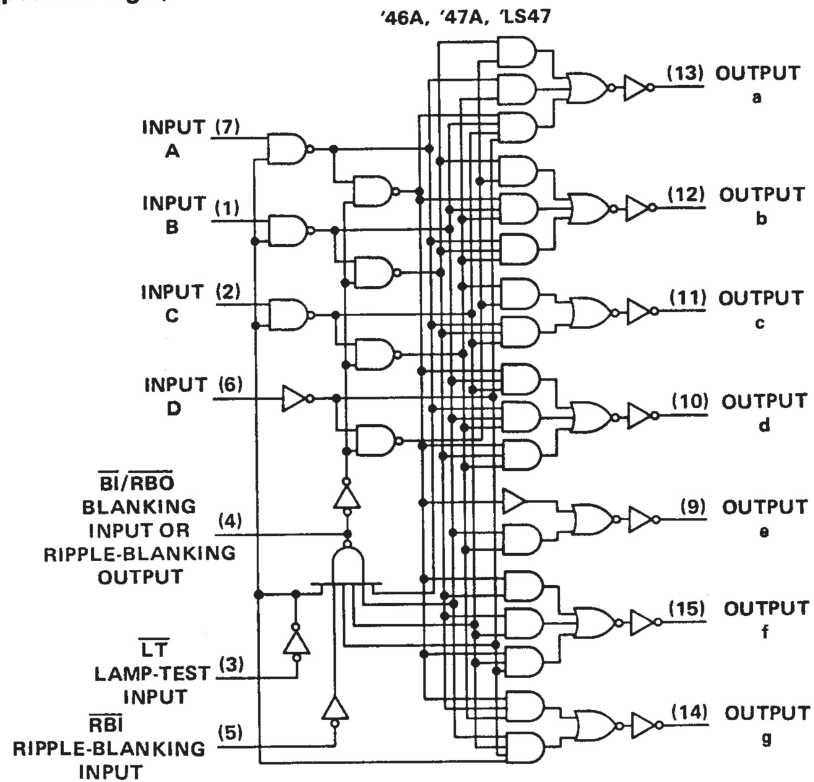 '46A, '47A, 'LS47
(13) OUTPUT
a
INPUT (7)
A
(12) OUTPUT
b
INPUT (1)
B
(11) OUTPUT
c
INPUT (2)
C
(10) OUTPUT
d
INPUT (6)
D
(9) OUTPUT
e
BI/RBO
BLANKING
INPUT OR (4)
RIPPLE-BLANKING
OUTPUT
(15) OUTPUT
f
LT
LAMP-TEST (3)
INPUT
(14) OUTPUT
g
RBI
RIPPLE-BLANKING (5)
INPUT